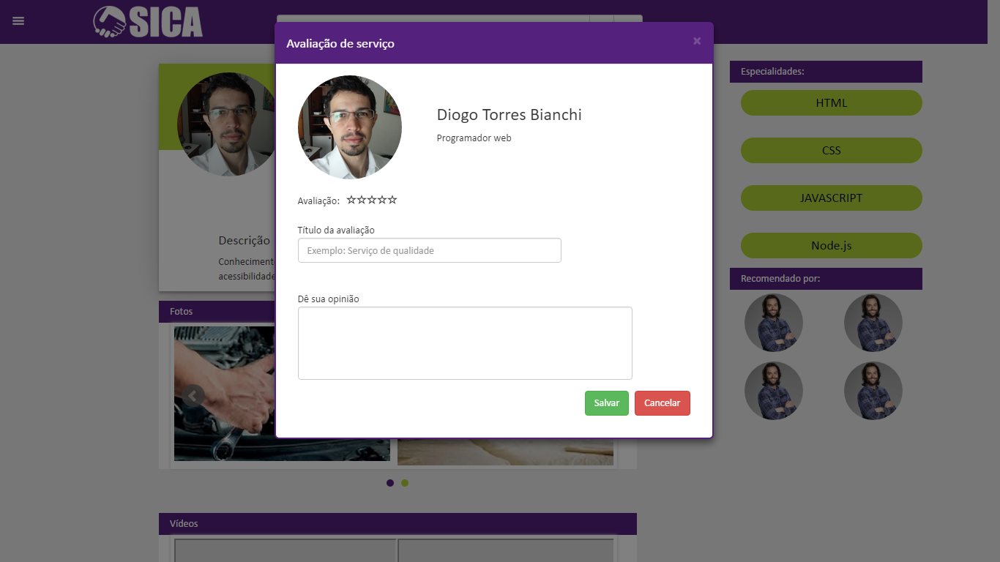 SICA
Avaliação de serviço
×
Diogo Torres Bianchi
Programador web
Avaliação:
Título da avaliação
Exemplo: Serviço de qualidade
Dê sua opinião
Salvar
Cancelar
Descrição
acessibilidade
Fotos
Vídeos
Especialidades:
HTML
CSS
JAVASCRIPT
Node.js
Recomendado por: